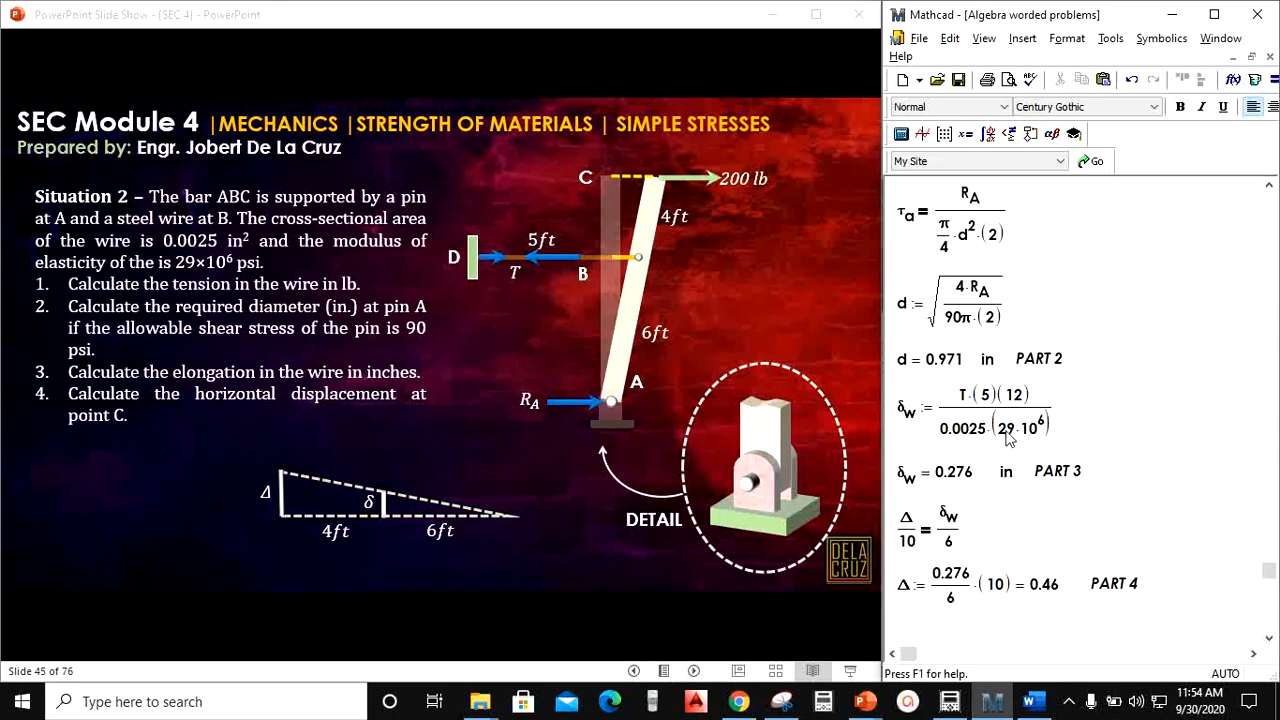 PowerPoint Slide Show - [SEC 4] - PowerPoint
SEC Module 4 |MECHANICS |STRENGTH OF MATERIALS | SIMPLE STRESSES
Prepared by: Engr. Jobert De La Cruz
Situation 2 – The bar ABC is supported by a pin
at A and a steel wire at B. The cross-sectional area
of the wire is 0.0025 in² and the modulus of
elasticity of the is 29×10⁶ psi.
1. Calculate the tension in the wire in lb.
2. Calculate the required diameter (in.) at pin A
if the allowable shear stress of the pin is 90
psi.
3. Calculate the elongation in the wire in inches.
4. Calculate the horizontal displacement at
point C.
C
200 lb
4ft
5ft
D
T
B
6ft
A
R_A
Δ
δ
4ft
6ft
DETAIL
DELA
CRUZ
Slide 45 of 76
Mathcad - [Algebra worded problems]
File Edit View Insert Format Tools Symbolics Window
Help
Normal Century Gothic B I U
My Site Go
τ_a = R_A / (π/4 · d² · (2))
d := √(4·R_A / 90π·(2))
d = 0.971 in PART 2
δ_w := T·(5)(12) / 0.0025·(29·10⁶)
δ_w = 0.276 in PART 3
Δ/10 = δ_w/6
Δ := 0.276/6 · (10) = 0.46 PART 4
Press F1 for help. AUTO
Type here to search
11:54 AM
9/30/2020